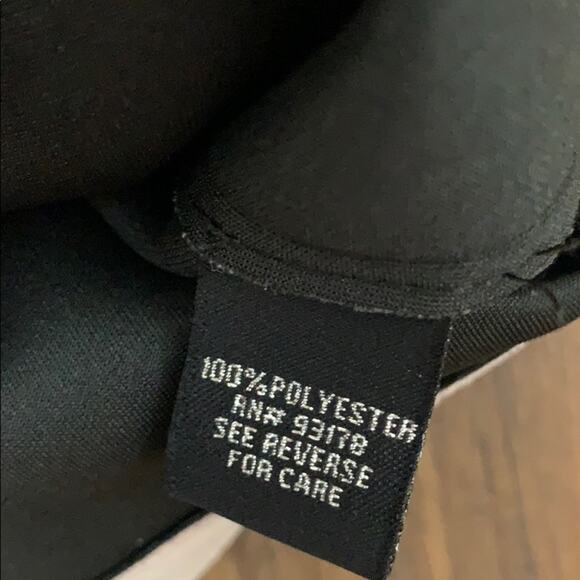 100% POLYESTER
RN# 93178
SEE REVERSE
FOR CARE